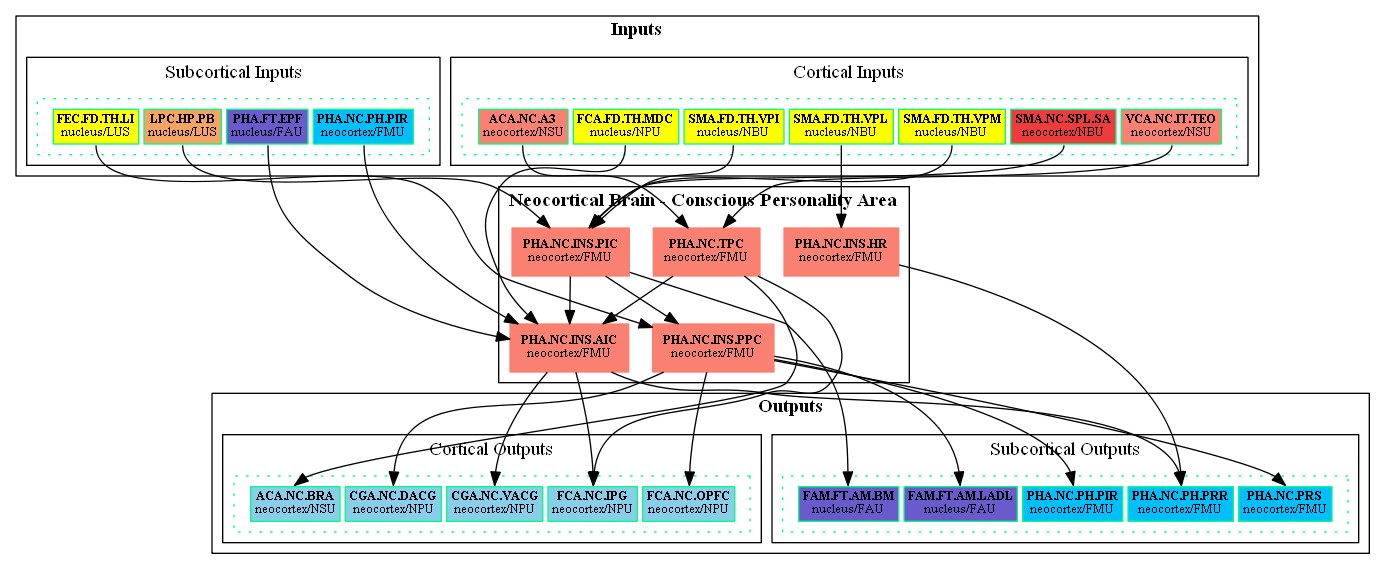 Inputs
Subcortical Inputs
Cortical Inputs
FEC.FD.TH.LI
nucleus/LUS
LPC.HP.PB
nucleus/LUS
PHA.FT.EPF
nucleus/FAU
PHA.NC.PH.PIR
neocortex/FMU
ACA.NC.A3
neocortex/NSU
FCA.FD.TH.MDC
nucleus/NPU
SMA.FD.TH.VPI
nucleus/NBU
SMA.FD.TH.VPL
nucleus/NBU
SMA.FD.TH.VPM
nucleus/NBU
SMA.NC.SPL.SA
neocortex/NBU
VCA.NC.IT.TEO
neocortex/NSU
Neocortical Brain - Conscious Personality Area
PHA.NC.INS.PIC
neocortex/FMU
PHA.NC.TPC
neocortex/FMU
PHA.NC.INS.HR
neocortex/FMU
PHA.NC.INS.AIC
neocortex/FMU
PHA.NC.INS.PPC
neocortex/FMU
Outputs
Cortical Outputs
Subcortical Outputs
ACA.NC.BRA
neocortex/NSU
CGA.NC.DACG
neocortex/NPU
CGA.NC.VACG
neocortex/NPU
FCA.NC.IPG
neocortex/NPU
FCA.NC.OPFC
neocortex/NPU
FAM.FT.AM.BM
nucleus/FAU
FAM.FT.AM.LADL
nucleus/FAU
PHA.NC.PH.PIR
neocortex/FMU
PHA.NC.PH.PRR
neocortex/FMU
PHA.NC.PRS
neocortex/FMU